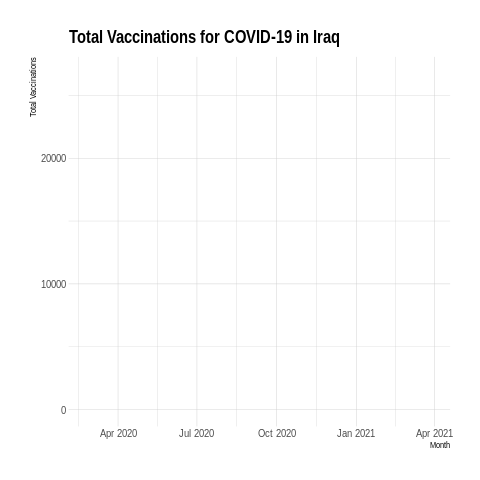 Total Vaccinations for COVID-19 in Iraq
Total Vaccinations
20000
10000
0
Apr 2020 Jul 2020 Oct 2020 Jan 2021 Apr 2021
Month